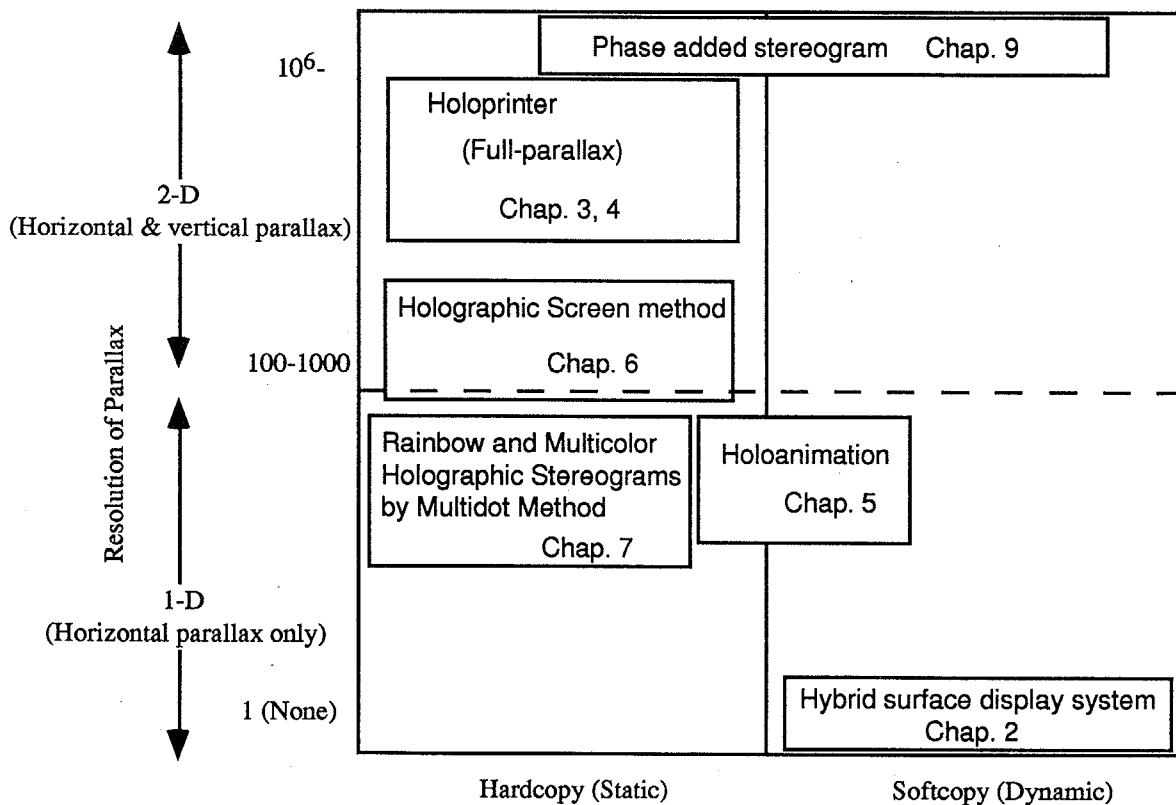 Phase added stereogram Chap. 9
10⁶-
Holoprinter
(Full-parallax)
Chap. 3, 4
2-D
(Horizontal & vertical parallax)
Holographic Screen method
Chap. 6
100-1000
Resolution of Parallax
Rainbow and Multicolor
Holographic Stereograms
by Multidot Method
Chap. 7
Holoanimation
Chap. 5
1-D
(Horizontal parallax only)
1 (None)
Hybrid surface display system
Chap. 2
Hardcopy (Static)
Softcopy (Dynamic)